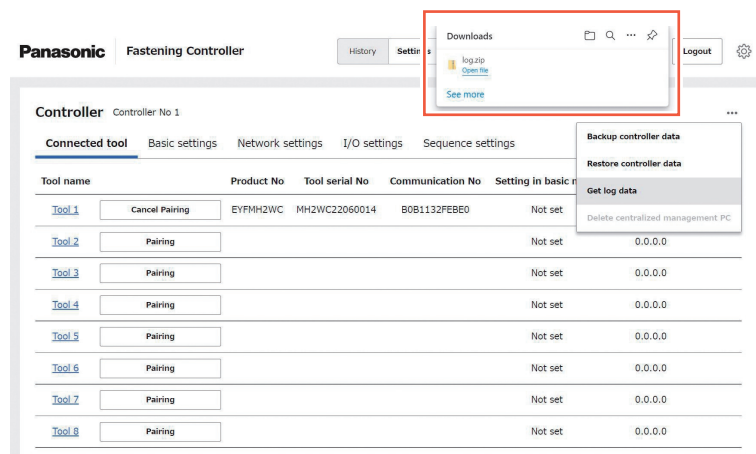 Downloads
log.zip
Open file
See more
Panasonic Fastening Controller History Logout
Controller Controller No 1
Backup controller data
Restore controller data
Get log data
Delete centralized management PC
Connected tool Basic settings Network settings I/O settings Sequence settings
Tool name Product No Tool serial No Communication No Setting in basic
Tool 1 Cancel Pairing EYFMH2WC MH2WC22060014 B0B1132FEBE0 Not set
Tool 2 Pairing Not set 0.0.0.0
Tool 3 Pairing Not set 0.0.0.0
Tool 4 Pairing Not set 0.0.0.0
Tool 5 Pairing Not set 0.0.0.0
Tool 6 Pairing Not set 0.0.0.0
Tool 7 Pairing Not set 0.0.0.0
Tool 8 Pairing Not set 0.0.0.0